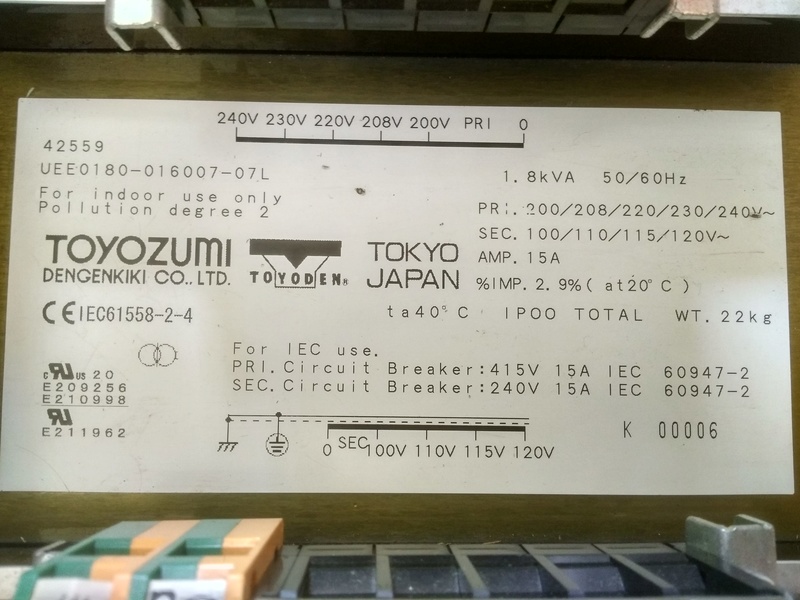 240V 230V 220V 208V 200V PRI 0
42559
UEE0180-016007-07L
1.8kVA 50/60Hz
For indoor use only
Pollution degree 2
PRI. 200/208/220/230/240V~
SEC. 100/110/115/120V~
AMP. 15A
%IMP. 2.9%( at20°C )
TOYOZUMI
DENGENKIKI CO., LTD.
TOYODEN®
TOKYO
JAPAN
CE IEC61558-2-4
ta40°C IP00 TOTAL WT. 22kg
For IEC use.
PRI. Circuit Breaker:415V 15A IEC 60947-2
SEC. Circuit Breaker:240V 15A IEC 60947-2
c RU us 20
E209256
E210998
RU
E211962
0 SEC 100V 110V 115V 120V
K 00006